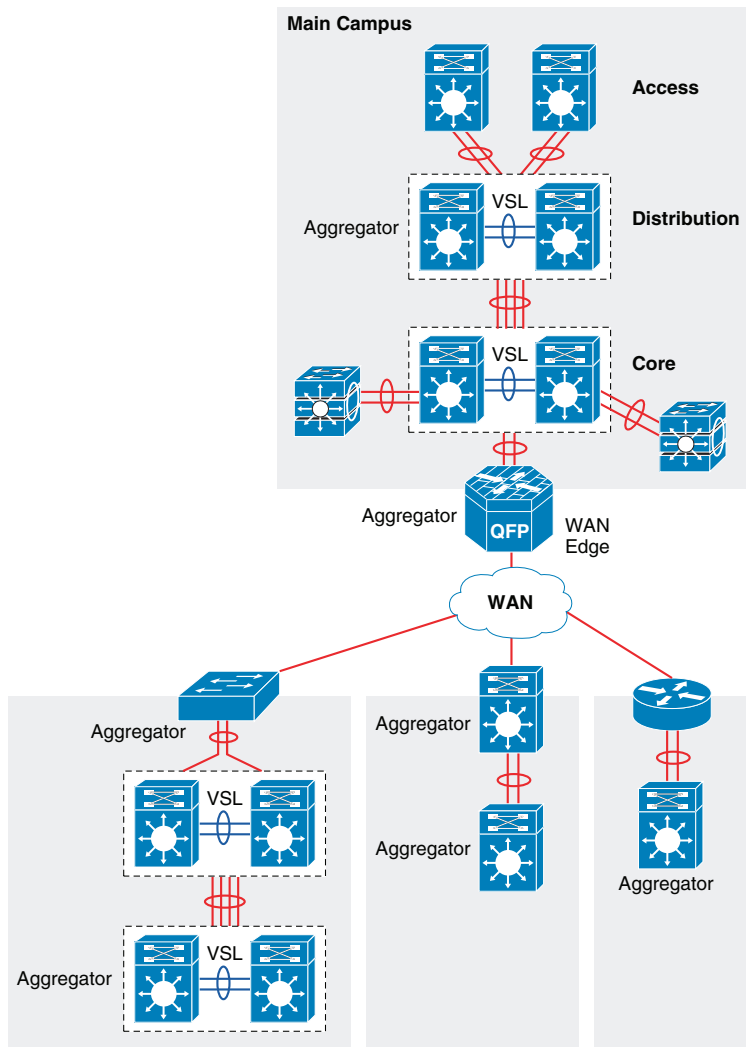 Main Campus
Access
VSL
Aggregator
Distribution
VSL
Core
Aggregator
QFP
WAN
Edge
WAN
Aggregator
VSL
Aggregator
VSL
Aggregator
Aggregator
Aggregator